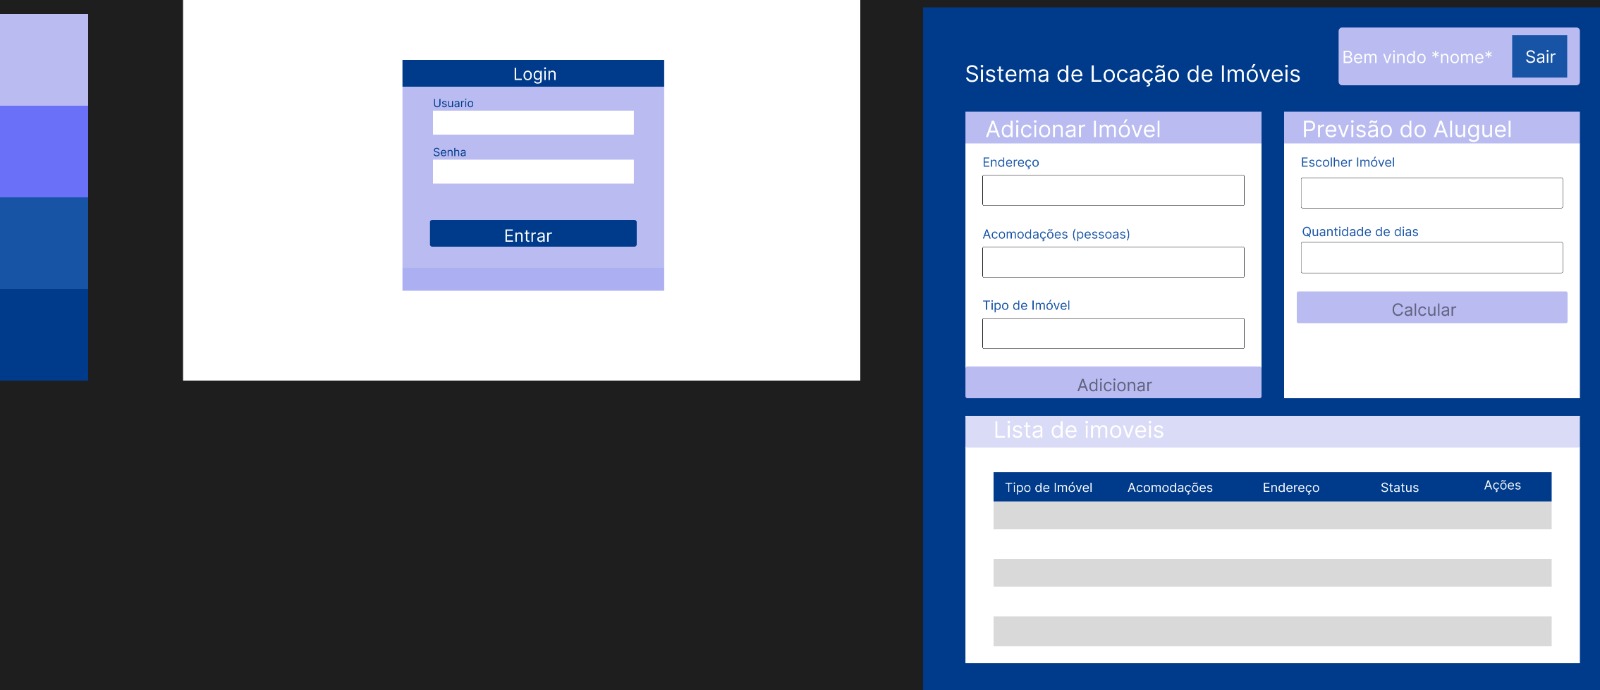 Login
Usuario
Senha
Entrar
Sistema de Locação de Imóveis
Bem vindo *nome*
Sair
Adicionar Imóvel
Endereço
Acomodações (pessoas)
Tipo de Imóvel
Adicionar
Previsão do Aluguel
Escolher Imóvel
Quantidade de dias
Calcular
Lista de imoveis
Tipo de Imóvel Acomodações Endereço Status Ações